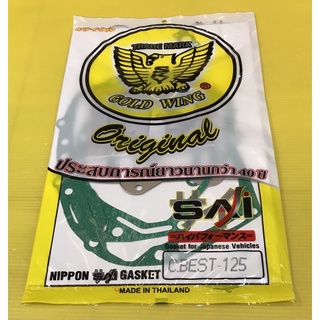 TRADE MARK
GOLD WING
®
Original
ประสบการณ์ยาวนานกว่า 40 ปี
SAi
ハイパフォーマンス
Gasket for Japanese Vehicles
C.BEST-125
NIPPON SAi GASKET
MADE IN THAILAND